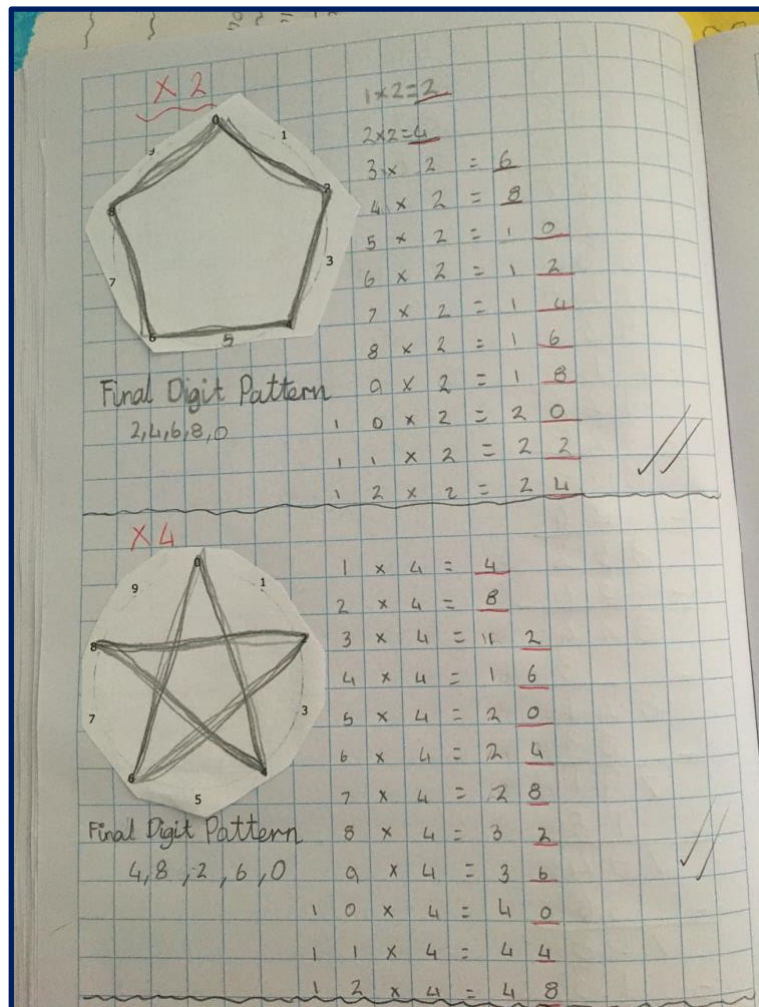 × 2
0
1
2
3
5
6
7
8
9
Final Digit Pattern
2,4,6,8,0
1×2=2
2×2=4
3 × 2 = 6
4 × 2 = 8
5 × 2 = 1 0
6 × 2 = 1 2
7 × 2 = 1 4
8 × 2 = 1 6
9 × 2 = 1 8
1 0 × 2 = 2 0
1 1 × 2 = 2 2
1 2 × 2 = 2 4
×4
0
1
3
5
6
7
8
9
Final Digit Pattern
4,8,2,6,0
1 × 4 = 4
2 × 4 = 8
3 × 4 = 1 2
4 × 4 = 1 6
5 × 4 = 2 0
6 × 4 = 2 4
7 × 4 = 2 8
8 × 4 = 3 2
9 × 4 = 3 6
1 0 × 4 = 4 0
1 1 × 4 = 4 4
1 2 × 4 = 4 8